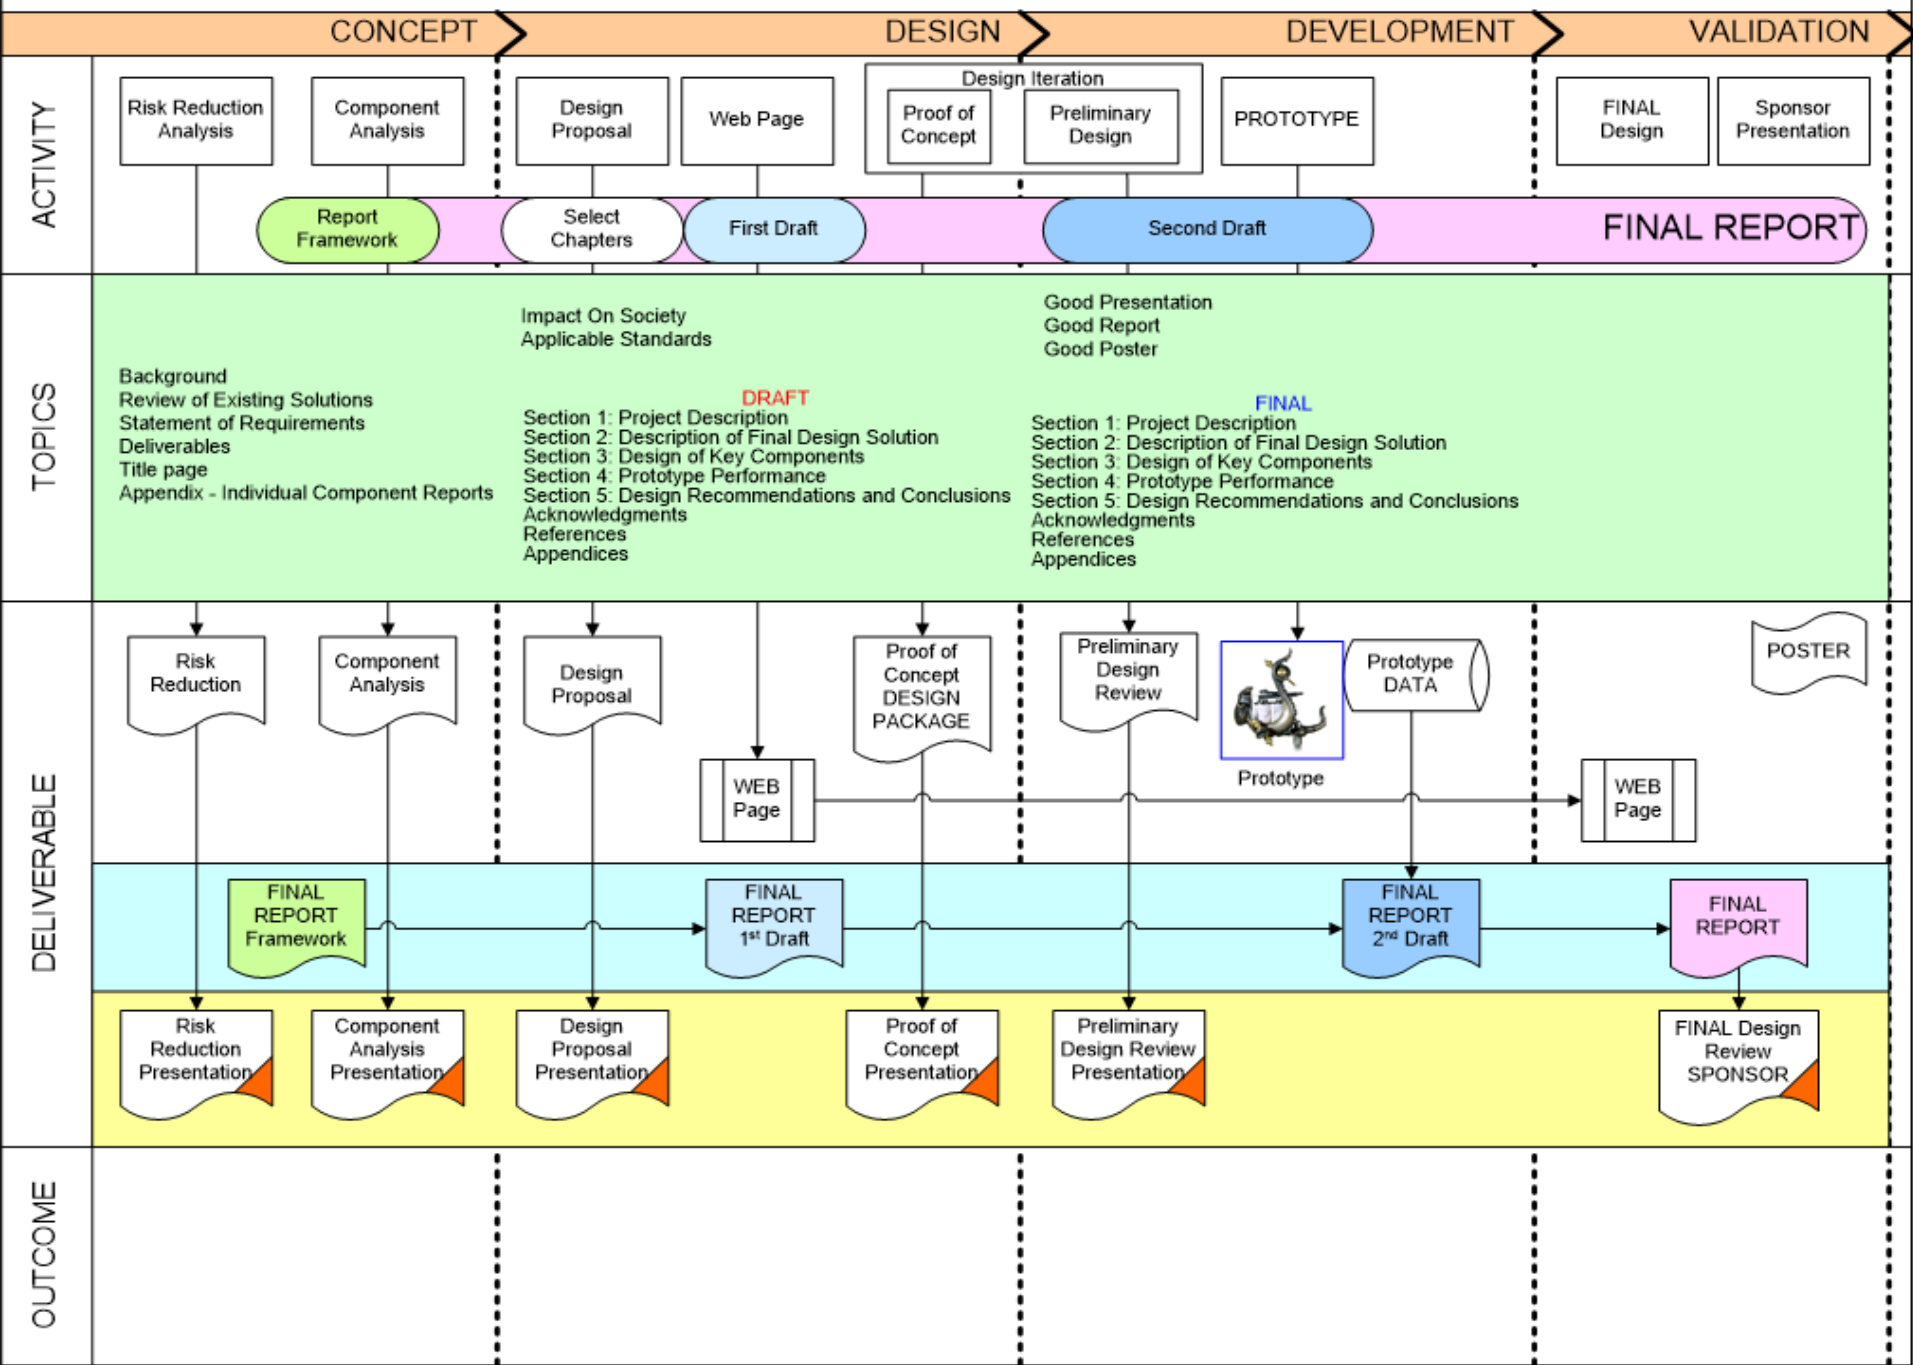 CONCEPT
DESIGN
DEVELOPMENT
VALIDATION
ACTIVITY
Risk Reduction
Analysis
Component
Analysis
Design
Proposal
Web Page
Design Iteration
Proof of
Concept
Preliminary
Design
PROTOTYPE
FINAL
Design
Sponsor
Presentation
Report
Framework
Select
Chapters
First Draft
Second Draft
FINAL REPORT
TOPICS
Background
Review of Existing Solutions
Statement of Requirements
Deliverables
Title page
Appendix - Individual Component Reports
Impact On Society
Applicable Standards
DRAFT
Section 1: Project Description
Section 2: Description of Final Design Solution
Section 3: Design of Key Components
Section 4: Prototype Performance
Section 5: Design Recommendations and Conclusions
Acknowledgments
References
Appendices
Good Presentation
Good Report
Good Poster
FINAL
Section 1: Project Description
Section 2: Description of Final Design Solution
Section 3: Design of Key Components
Section 4: Prototype Performance
Section 5: Design Recommendations and Conclusions
Acknowledgments
References
Appendices
DELIVERABLE
Risk
Reduction
Component
Analysis
Design
Proposal
Proof of
Concept
DESIGN
PACKAGE
Preliminary
Design
Review
Prototype
Prototype
DATA
POSTER
WEB
Page
WEB
Page
FINAL
REPORT
Framework
FINAL
REPORT
1st Draft
FINAL
REPORT
2nd Draft
FINAL
REPORT
Risk
Reduction
Presentation
Component
Analysis
Presentation
Design
Proposal
Presentation
Proof of
Concept
Presentation
Preliminary
Design Review
Presentation
FINAL Design
Review
SPONSOR
OUTCOME